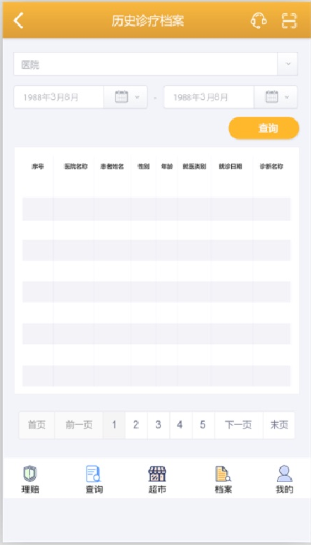 历史诊疗档案
医院
1988年3月6月 - 1988年3月6月
查询
序号 医院名称 患者姓名 性别 年龄 就医类别 就诊日期 诊断名称
首页 前一页 1 2 3 4 5 下一页 末页
理赔 查询 超市 档案 我的